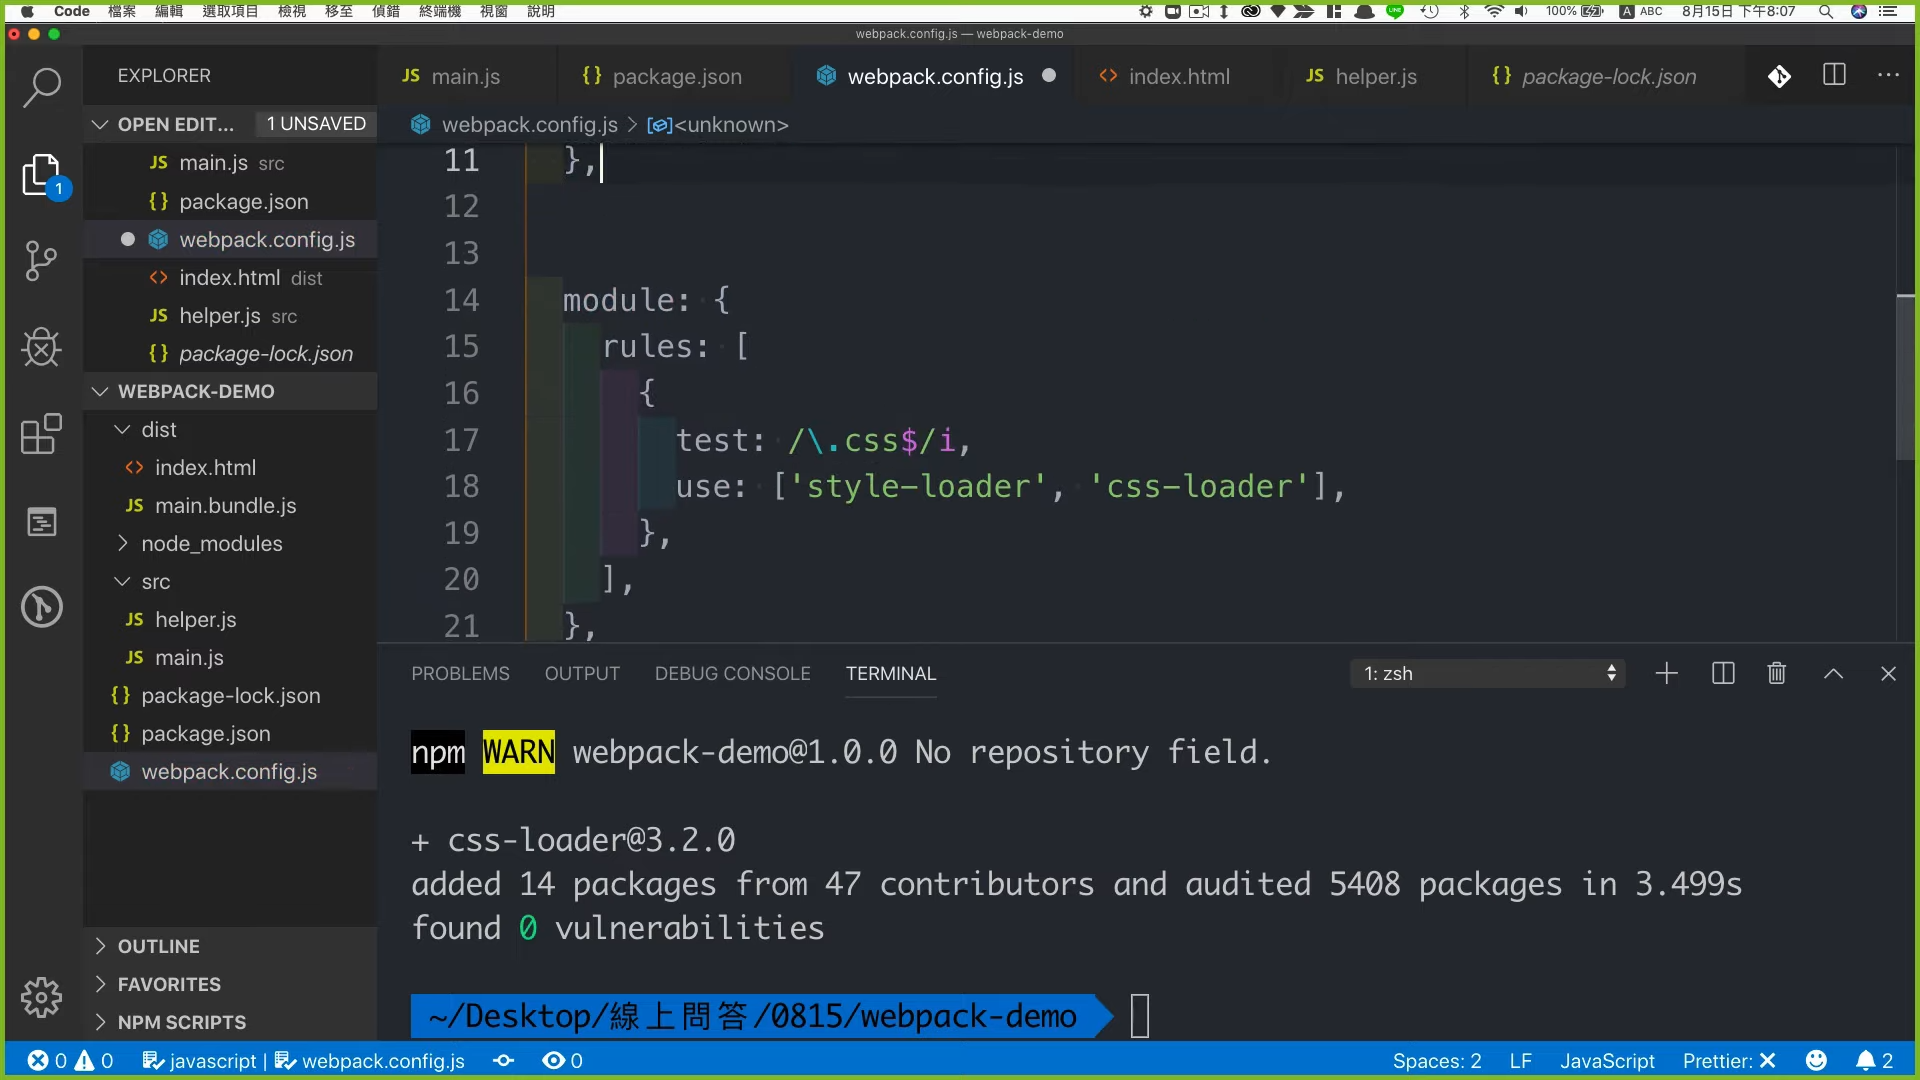 Code 檔案 編輯 選取項目 檢視 移至 偵錯 終端機 視窗 說明 100% A ABC 8月15日 下午8:07
webpack.config.js — webpack-demo
EXPLORER
OPEN EDIT... 1 UNSAVED
JS main.js src
{} package.json
webpack.config.js
<> index.html dist
JS helper.js src
{} package-lock.json
WEBPACK-DEMO
dist
<> index.html
JS main.bundle.js
node_modules
src
JS helper.js
JS main.js
{} package-lock.json
{} package.json
webpack.config.js
OUTLINE
FAVORITES
NPM SCRIPTS
1
JS main.js {} package.json webpack.config.js <> index.html JS helper.js {} package-lock.json ...
webpack.config.js > <unknown>
11 },
12
13
14 module: {
15 rules: [
16 {
17 test: /\.css$/i,
18 use: ['style-loader', 'css-loader'],
19 },
20 ],
21 },
PROBLEMS OUTPUT DEBUG CONSOLE TERMINAL 1: zsh
npm WARN webpack-demo@1.0.0 No repository field.
+ css-loader@3.2.0
added 14 packages from 47 contributors and audited 5408 packages in 3.499s
found 0 vulnerabilities
~/Desktop/線上問答/0815/webpack-demo
0 0 javascript | webpack.config.js 0 Spaces: 2 LF JavaScript Prettier: ✕ 2